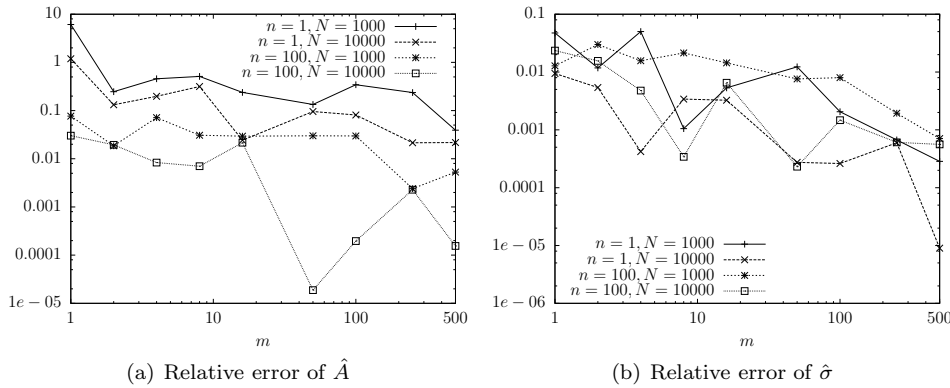 10
1
0.1
0.01
0.001
0.0001
1e − 05
1 10 100 500
m
n = 1, N = 1000
n = 1, N = 10000
n = 100, N = 1000
n = 100, N = 10000
(a) Relative error of Â
0.1
0.01
0.001
0.0001
1e − 05
1e − 06
1 10 100 500
m
n = 1, N = 1000
n = 1, N = 10000
n = 100, N = 1000
n = 100, N = 10000
(b) Relative error of σ̂